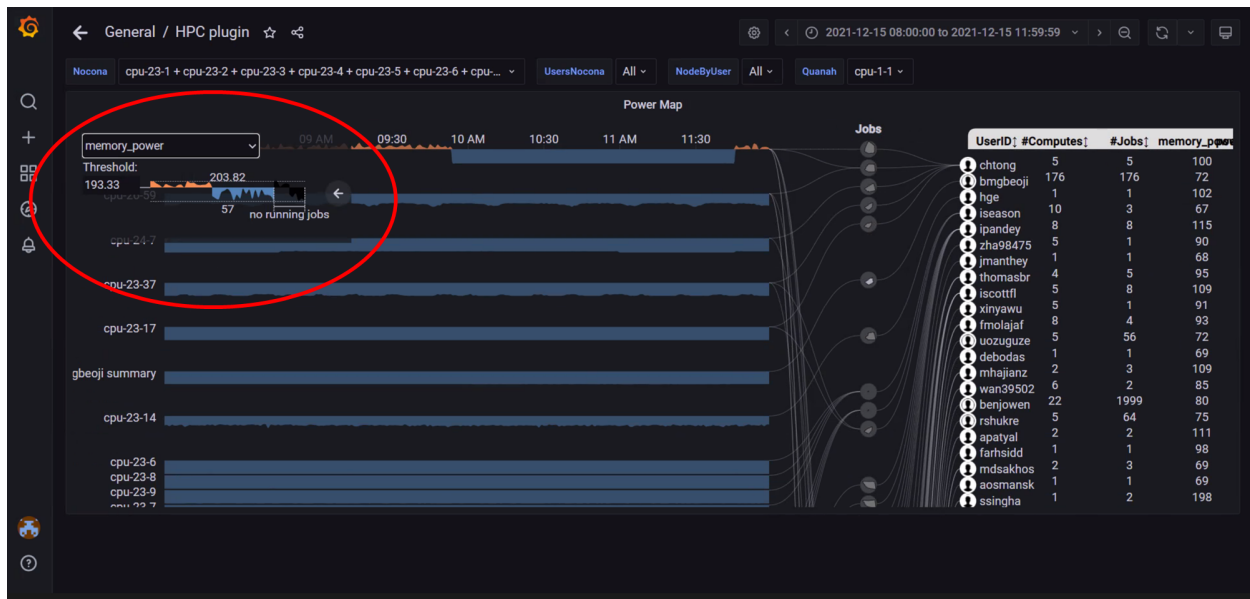 General / HPC plugin
2021-12-15 08:00:00 to 2021-12-15 11:59:59
Nocona cpu-23-1 + cpu-23-2 + cpu-23-3 + cpu-23-4 + cpu-23-5 + cpu-23-6 + cpu-...
UsersNocona All
NodeByUser All
Quanah cpu-1-1
Power Map
memory_power
Threshold:
193.33
203.82
57
no running jobs
09 AM 09:30 10 AM 10:30 11 AM 11:30
cpu-24-7
cpu-23-37
cpu-23-17
gbeoji summary
cpu-23-14
cpu-23-6
cpu-23-8
cpu-23-9
Jobs
UserID #Computes #Jobs
chtong 5 5 100
bmgbeoji 176 176 72
hge 1 1 102
iseason 10 3 67
ipandey 8 8 115
zha98475 5 1 90
jmanthey 1 1 68
thomasbr 4 5 95
iscottfl 5 8 109
xinyawu 5 1 91
fmolajaf 8 4 93
uozuguze 5 56 72
debodas 1 1 69
mhajianz 2 3 109
wan39502 6 2 85
benjowen 22 1999 80
rshukre 5 64 75
apatyal 2 2 111
farhsidd 1 1 98
mdsakhos 2 3 69
aosmansk 1 1 69
ssingha 1 2 198